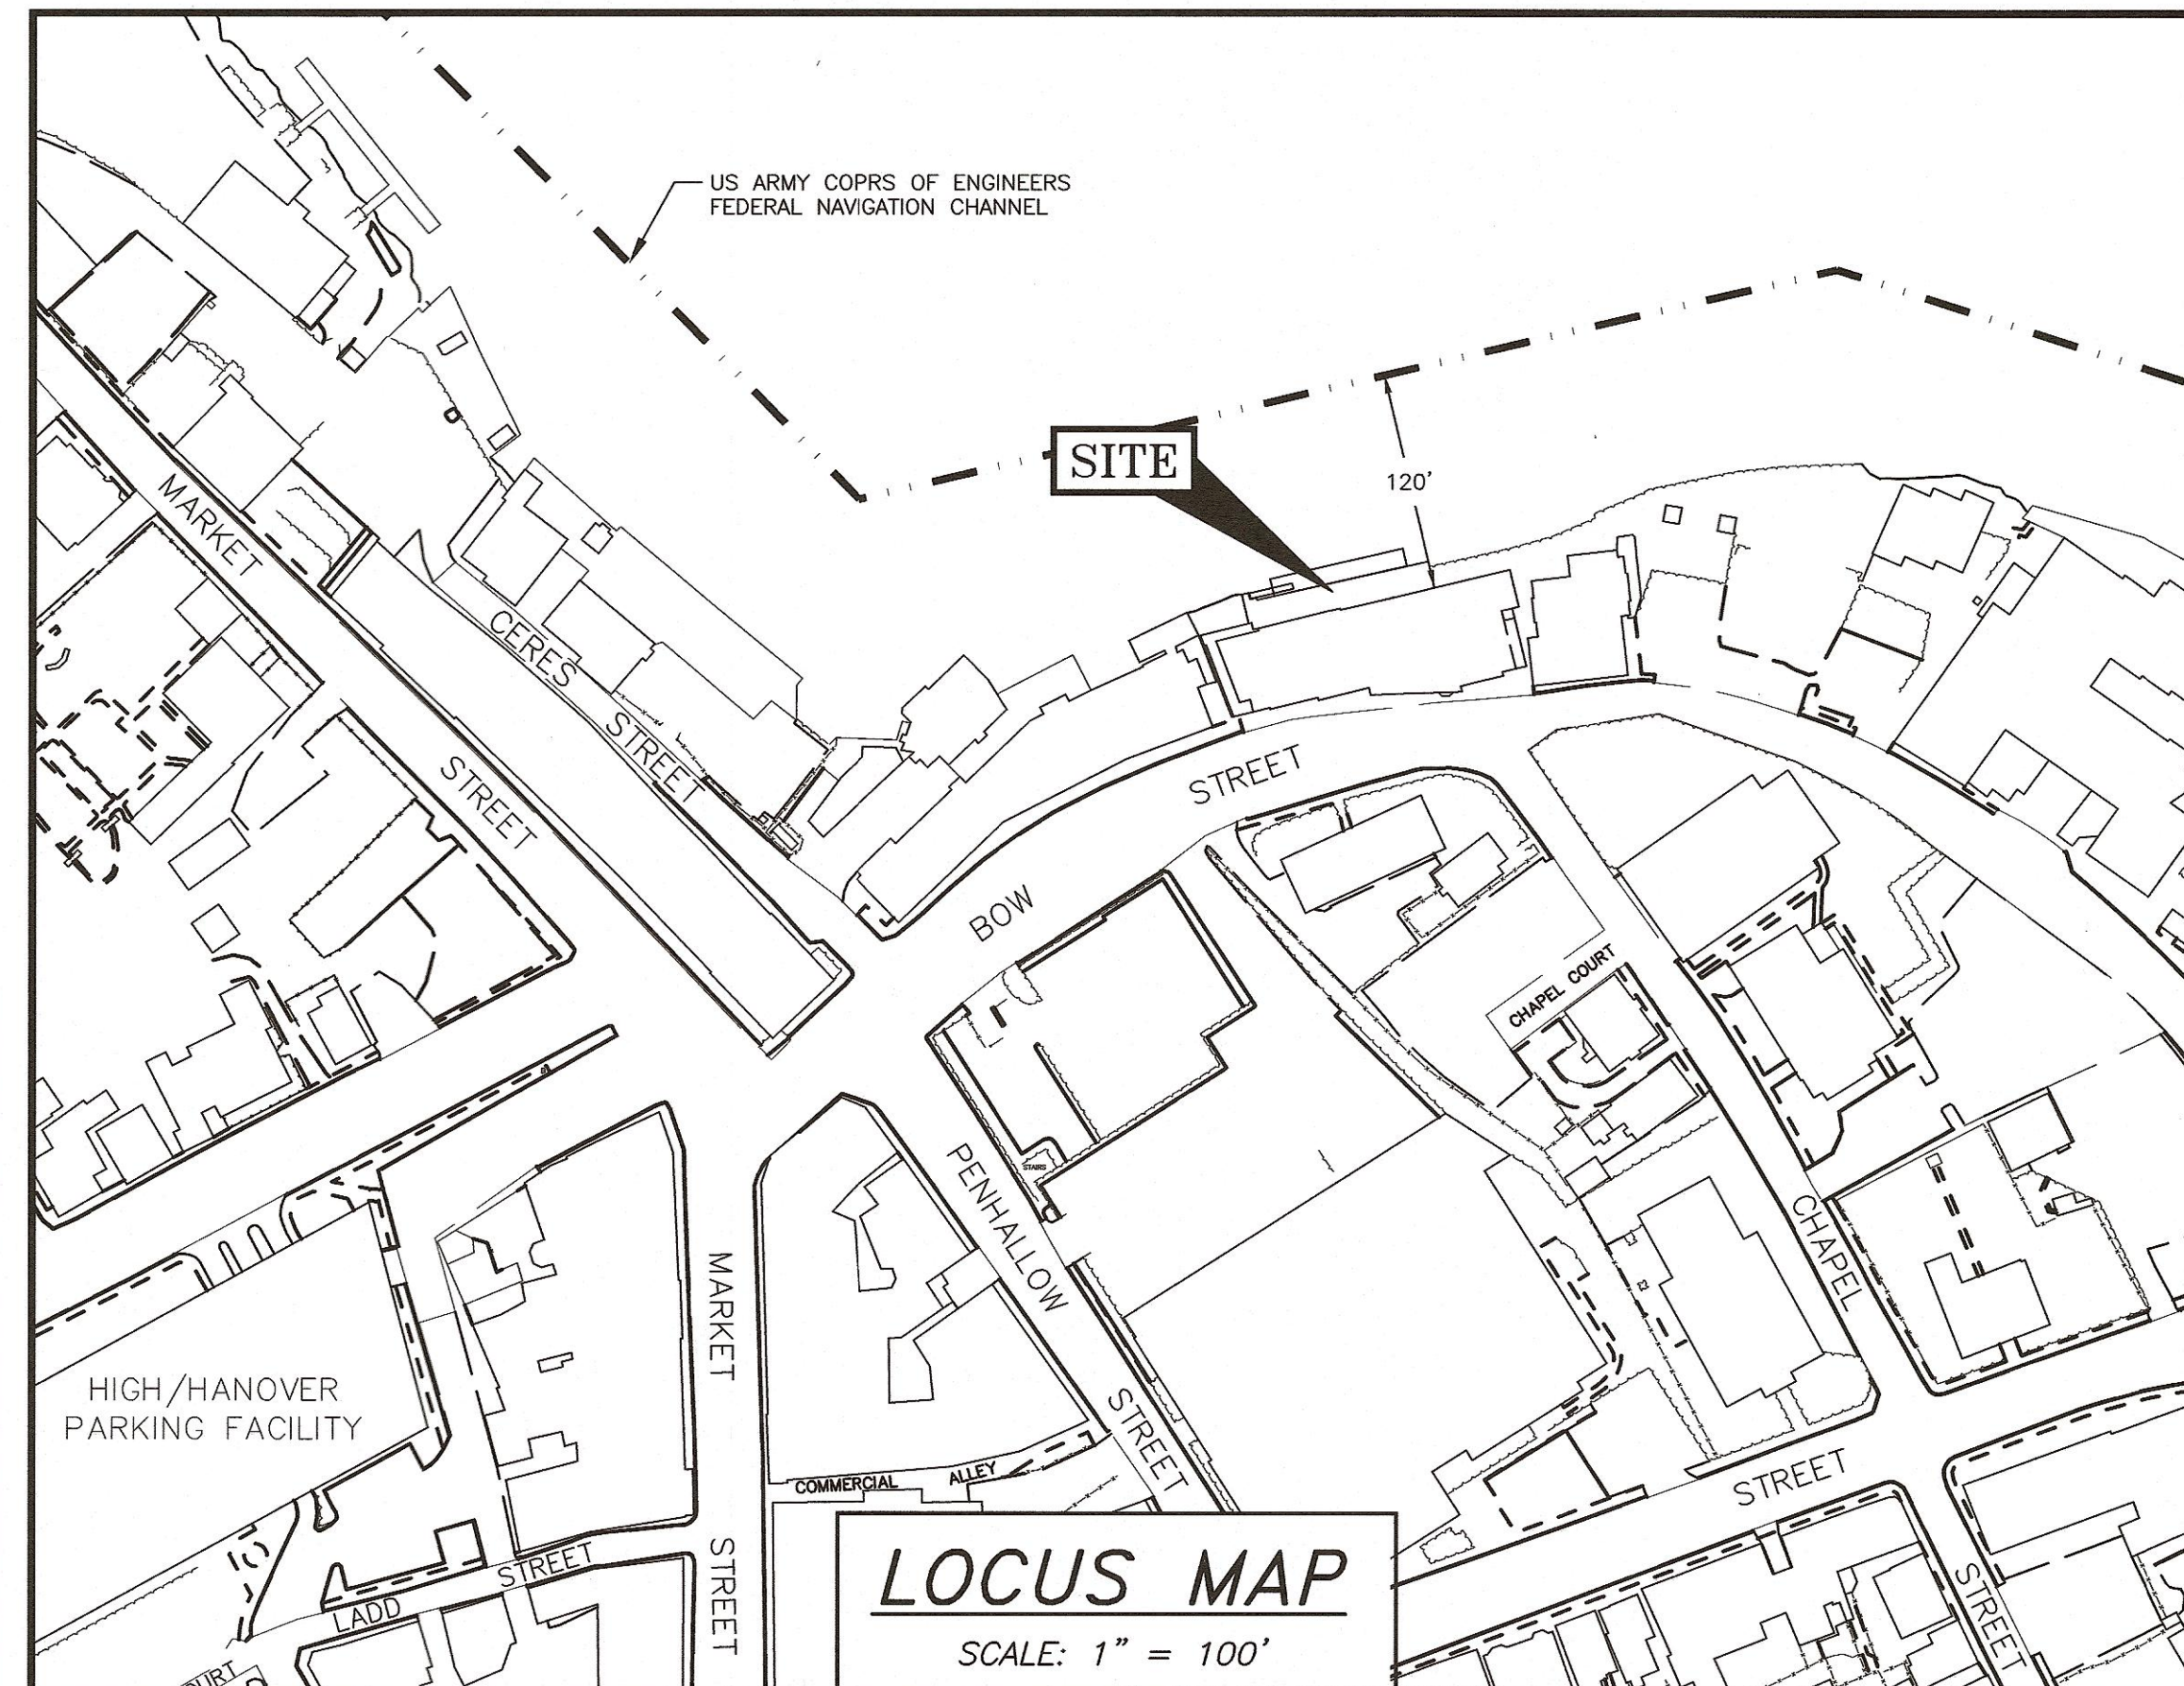 US ARMY COPRS OF ENGINEERS
FEDERAL NAVIGATION CHANNEL
SITE
120'
MARKET
STREET
CERES
STREET
BOW
STREET
CHAPEL COURT
PENHALLOW
STREET
STAIRS
CHAPEL
STREET
MARKET
STREET
HIGH/HANOVER
PARKING FACILITY
COMMERCIAL ALLEY
LADD STREET
STREET
LOCUS MAP
SCALE: 1" = 100'